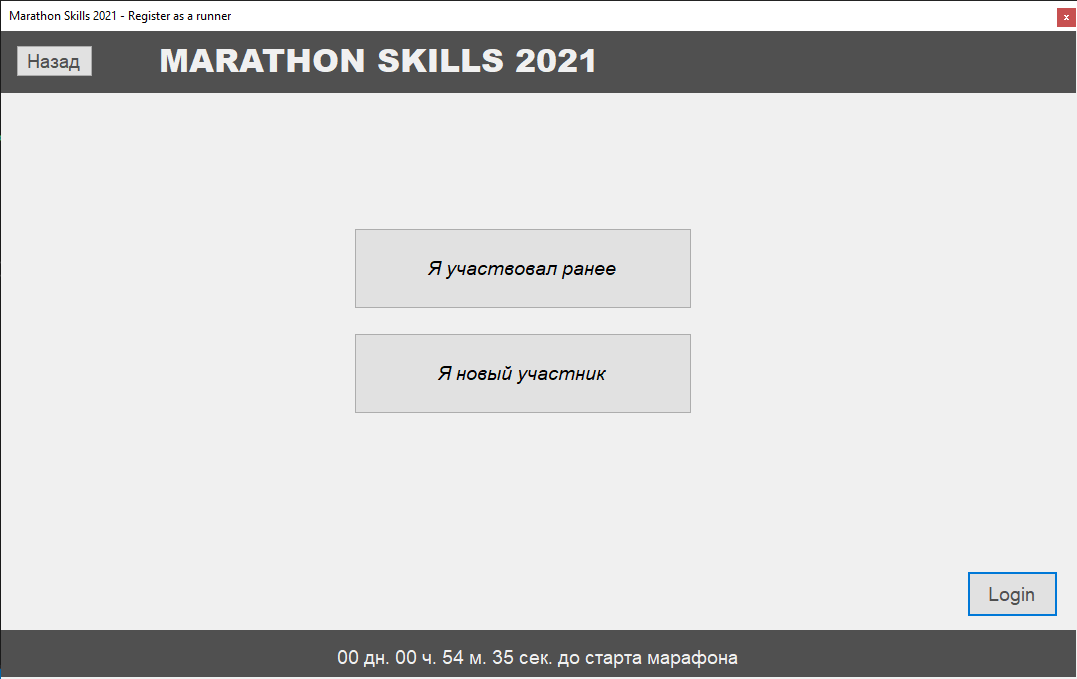 Marathon Skills 2021 - Register as a runner
x
Назад
MARATHON SKILLS 2021
Я участвовал ранее
Я новый участник
Login
00 дн. 00 ч. 54 м. 35 сек. до старта марафона